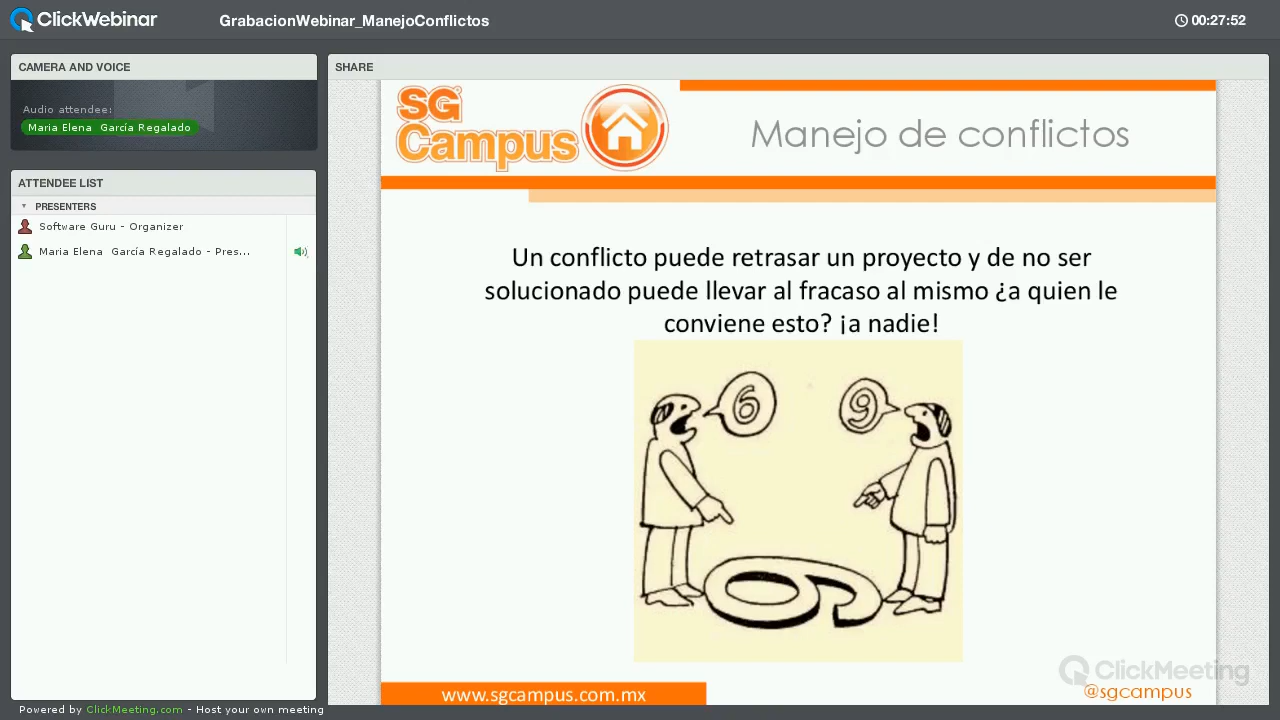 ClickWebinar
GrabacionWebinar_ManejoConflictos
00:27:52
CAMERA AND VOICE
Audio attendee:
Maria Elena García Regalado
ATTENDEE LIST
PRESENTERS
Software Guru - Organizer
Maria Elena García Regalado - Pres...
SHARE
SG
Campus
Manejo de conflictos
Un conflicto puede retrasar un proyecto y de no ser
solucionado puede llevar al fracaso al mismo ¿a quien le
conviene esto? ¡a nadie!
6
9
6
www.sgcampus.com.mx
ClickMeeting
@sgcampus
Powered by ClickMeeting.com - Host your own meeting